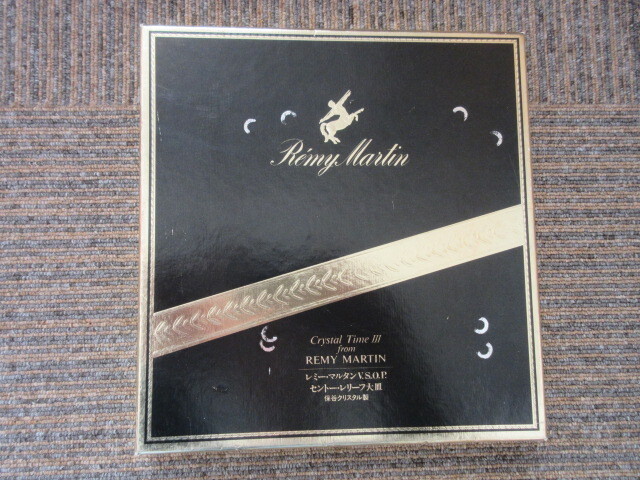 Rémy Martin
Crystal Time III
from
REMY MARTIN
レミー・マルタンV.S.O.P.
セントー・レリーフ大皿
保谷クリスタル製